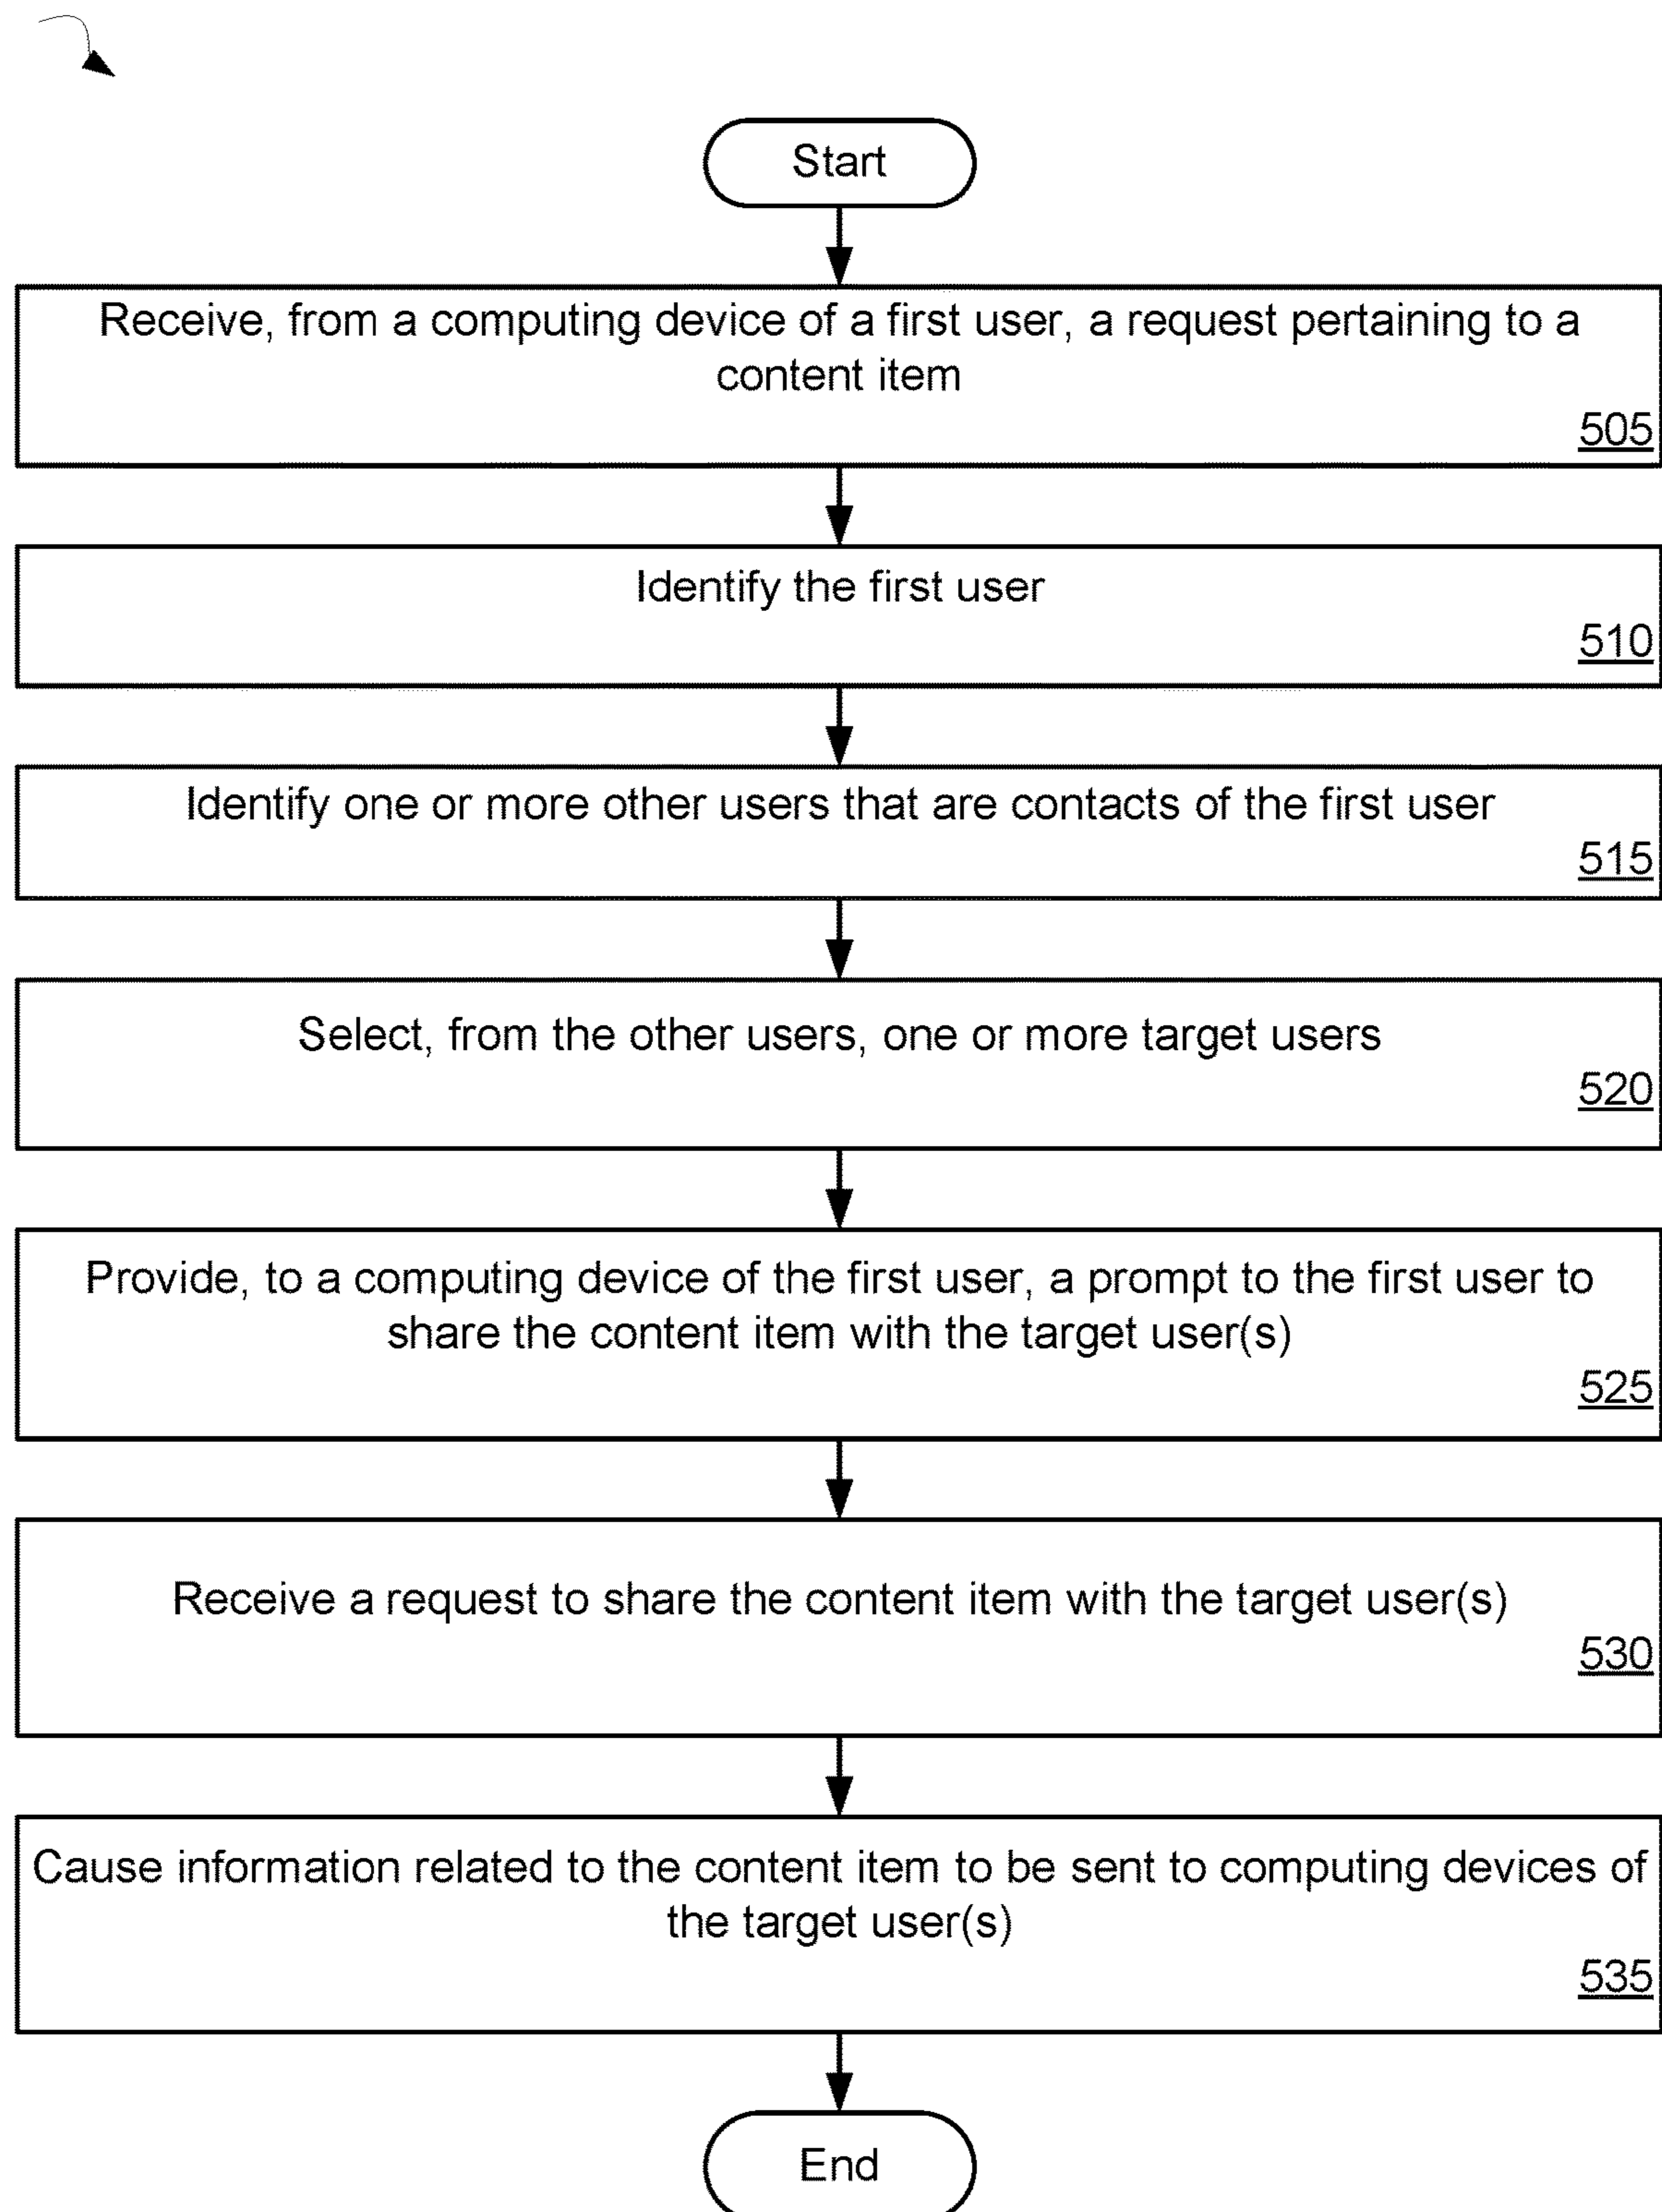 Start
Receive, from a computing device of a first user, a request pertaining to a
content item
505
Identify the first user
510
Identify one or more other users that are contacts of the first user
515
Select, from the other users, one or more target users
520
Provide, to a computing device of the first user, a prompt to the first user to
share the content item with the target user(s)
525
Receive a request to share the content item with the target user(s)
530
Cause information related to the content item to be sent to computing devices of
the target user(s)
535
End